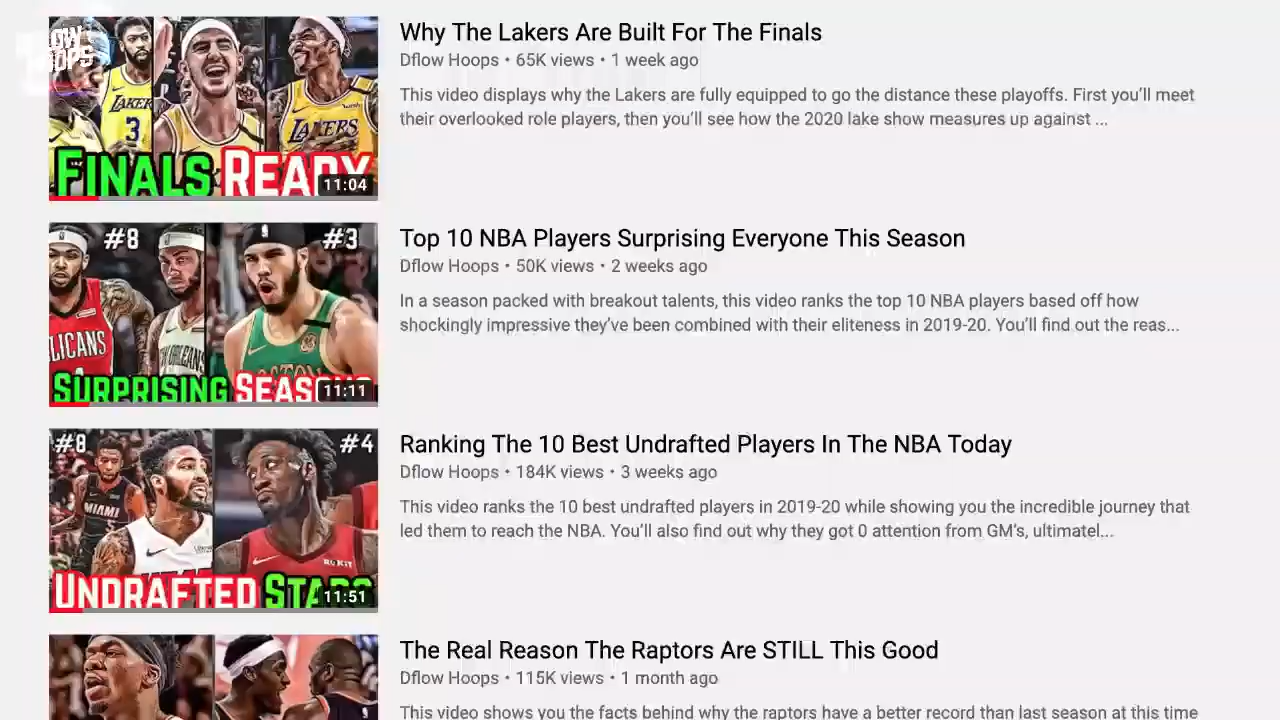 Why The Lakers Are Built For The Finals
Dflow Hoops • 65K views • 1 week ago
This video displays why the Lakers are fully equipped to go the distance these playoffs. First you'll meet
their overlooked role players, then you'll see how the 2020 lake show measures up against ...
LAKERS
3
LAKERS
FINALS READY
11:04
Top 10 NBA Players Surprising Everyone This Season
Dflow Hoops • 50K views • 2 weeks ago
In a season packed with breakout talents, this video ranks the top 10 NBA players based off how
shockingly impressive they've been combined with their eliteness in 2019-20. You'll find out the reas...
#8
#3
LICANS
SURPRISING SEAS
11:11
Ranking The 10 Best Undrafted Players In The NBA Today
Dflow Hoops • 184K views • 3 weeks ago
This video ranks the 10 best undrafted players in 2019-20 while showing you the incredible journey that
led them to reach the NBA. You'll also find out why they got 0 attention from GM's, ultimatel...
#8
#4
MIAMI
UNDRAFTED STARS
11:51
The Real Reason The Raptors Are STILL This Good
Dflow Hoops • 115K views • 1 month ago
This video shows you the facts behind why the raptors have a better record than last season at this time